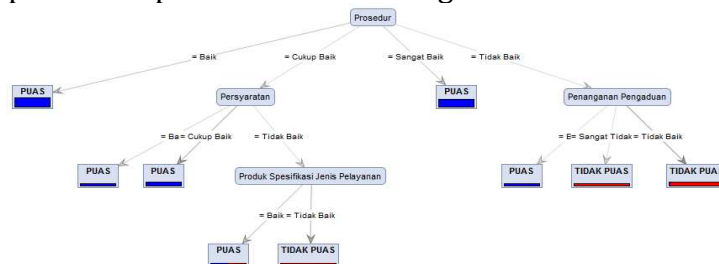 Prosedur
= Baik
= Cukup Baik
= Sangat Baik
= Tidak Baik
PUAS
Persyaratan
PUAS
Penanganan Pengaduan
= Ba= Cukup Baik
= Tidak Baik
= E= Sangat Tidak= Tidak Baik
PUAS
PUAS
Produk Spesifikasi Jenis Pelayanan
PUAS
TIDAK PUAS
TIDAK PUA
= Baik = Tidak Baik
PUAS
TIDAK PUAS